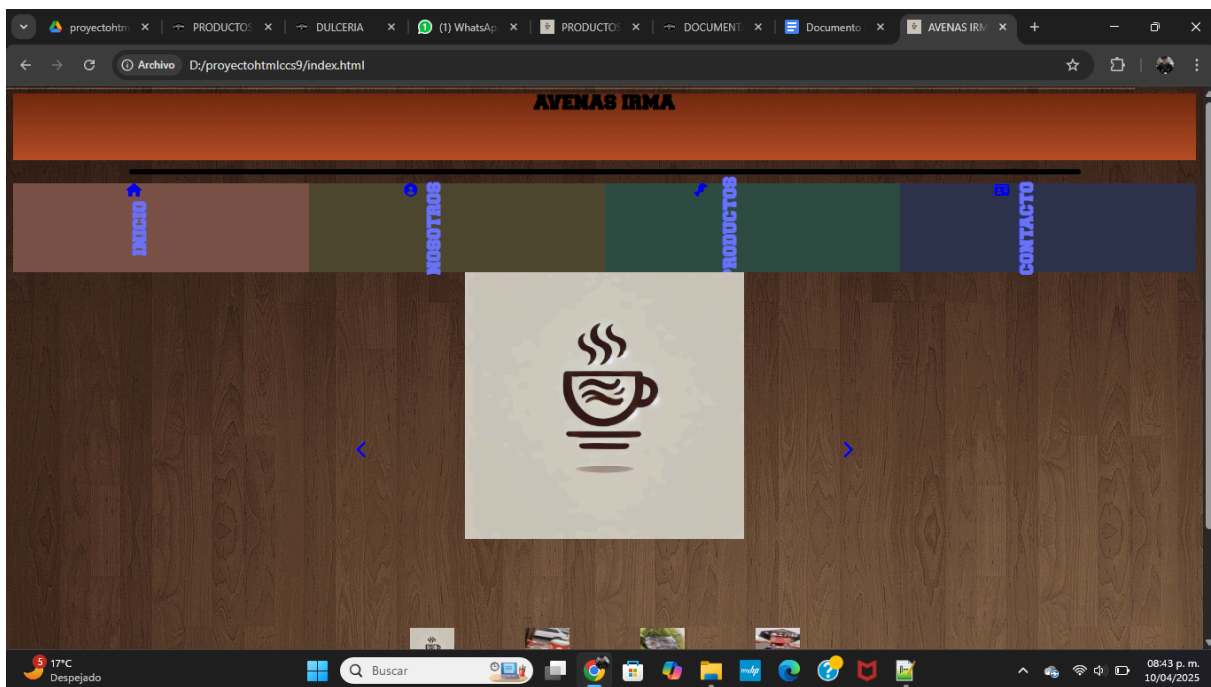 proyectohtm
PRODUCTOS
DULCERIA
(1) WhatsAp
PRODUCTOS
DOCUMENT
Documento
AVENAS IRM
Archivo
D:/proyectohtmlccs9/index.html
AVENAS IRMA
INICIO
NOSOTROS
PRODUCTOS
CONTACTO
5
17°C
Despejado
Buscar
08:43 p. m.
10/04/2025